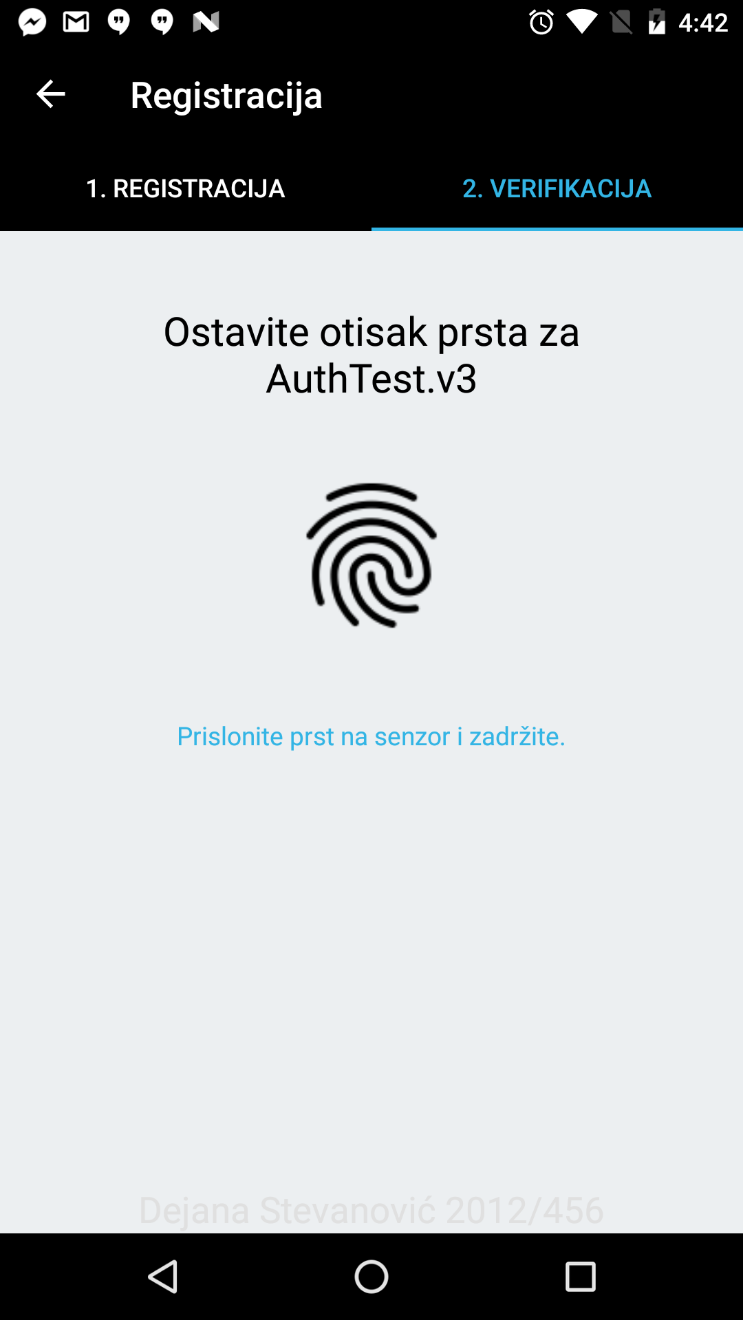 4:42
Registracija
1. REGISTRACIJA
2. VERIFIKACIJA
Ostavite otisak prsta za
AuthTest.v3
Prislonite prst na senzor i zadržite.
Dejana Stevanović 2012/456